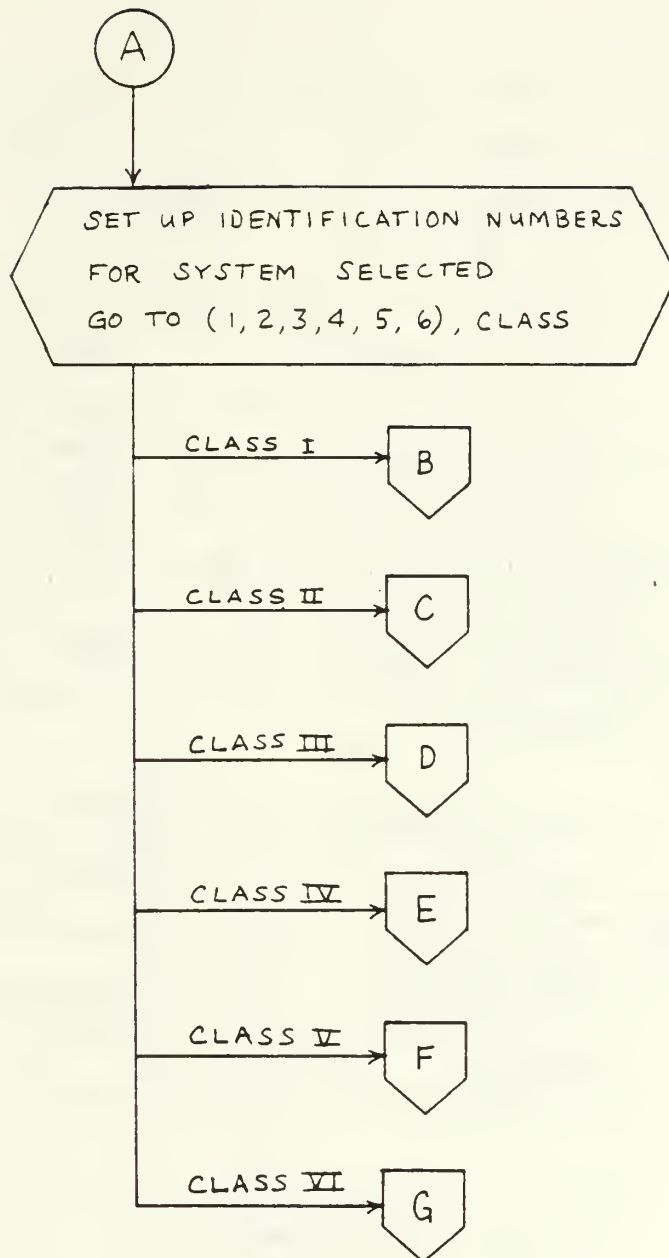 A
SET UP IDENTIFICATION NUMBERS
FOR SYSTEM SELECTED
GO TO (1, 2, 3, 4, 5, 6), CLASS
CLASS I
B
CLASS II
C
CLASS III
D
CLASS IV
E
CLASS V
F
CLASS VI
G